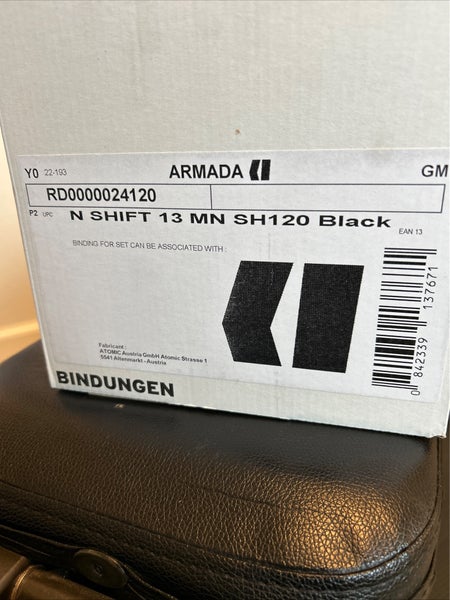 Y0 22-193 ARMADA GM
RD0000024120
P2 UPC N SHIFT 13 MN SH120 Black
EAN 13
BINDING FOR SET CAN BE ASSOCIATED WITH :
0 842339 137671
Fabricant :
ATOMIC Austria GmbH Atomic Strasse 1
5541 Altenmarkt - Austria
BINDUNGEN